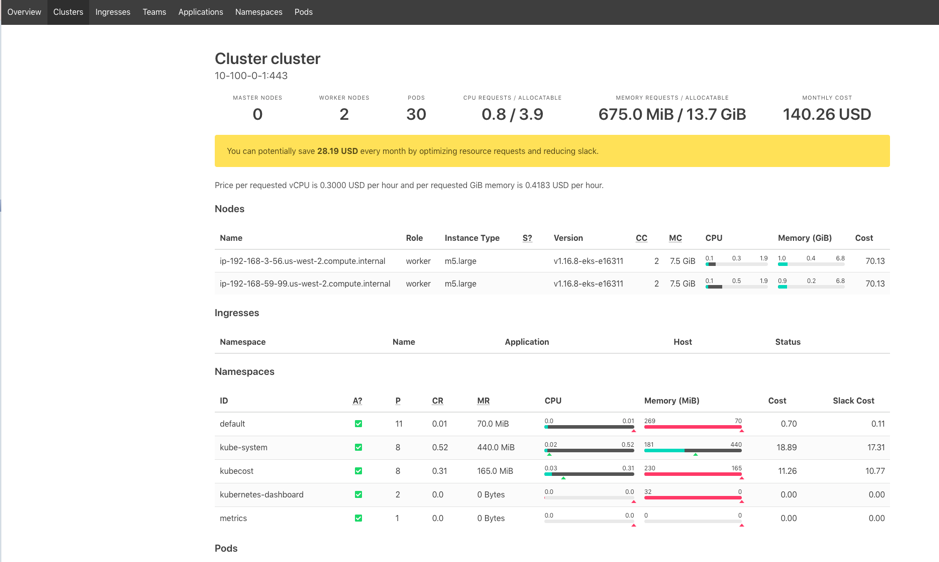 Overview Clusters Ingresses Teams Applications Namespaces Pods
Cluster cluster
10-100-0-1:443
MASTER NODES WORKER NODES PODS CPU REQUESTS / ALLOCATABLE MEMORY REQUESTS / ALLOCATABLE MONTHLY COST
0 2 30 0.8 / 3.9 675.0 MiB / 13.7 GiB 140.26 USD
You can potentially save 28.19 USD every month by optimizing resource requests and reducing slack.
Price per requested vCPU is 0.3000 USD per hour and per requested GiB memory is 0.4183 USD per hour.
Nodes
Name Role Instance Type S? Version CC MC CPU Memory (GiB) Cost
ip-192-168-3-56.us-west-2.compute.internal worker m5.large v1.16.8-eks-e16311 2 7.5 GiB 0.1 0.3 1.9 1.0 0.4 6.8 70.13
ip-192-168-59-99.us-west-2.compute.internal worker m5.large v1.16.8-eks-e16311 2 7.5 GiB 0.1 0.5 1.9 0.9 0.2 6.8 70.13
Ingresses
Namespace Name Application Host Status
Namespaces
ID A? P CR MR CPU Memory (MiB) Cost Slack Cost
default 11 0.01 70.0 MiB 0.0 0.01 269 70 0.70 0.11
kube-system 8 0.52 440.0 MiB 0.02 0.52 181 440 18.89 17.31
kubecost 8 0.31 165.0 MiB 0.03 0.31 230 165 11.26 10.77
kubernetes-dashboard 2 0.0 0 Bytes 0.0 0.0 32 0 0.00 0.00
metrics 1 0.0 0 Bytes 0.0 0.0 0 0 0.00 0.00
Pods